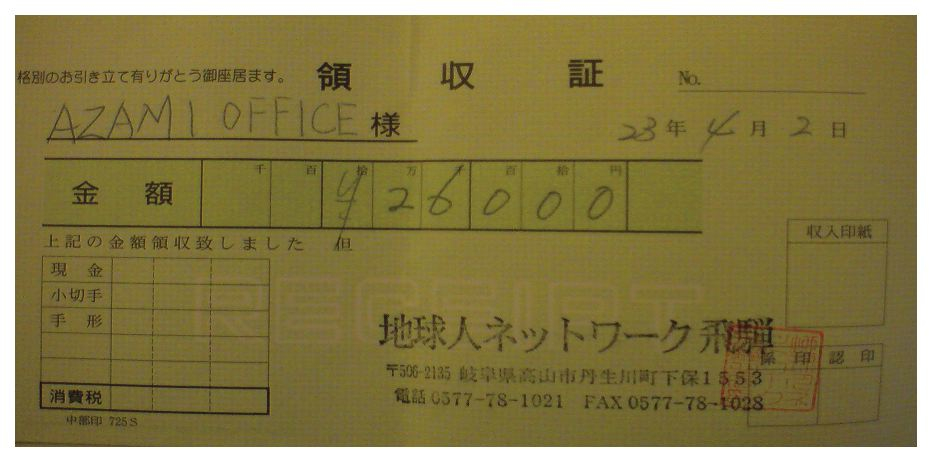 格別のお引き立て有りがとう御座居ます。 領収証 No.
AZAMI OFFICE 様 23年4月2日
金額 千 百 拾 万 千 百 拾 円
¥26000
上記の金額領収致しました 但
収入印紙
現金
小切手
手形
RECEIPT
地球人ネットワーク飛騨
係印 認印
〒506-2135 岐阜県高山市丹生川町下保1553
消費税
電話 0577-78-1021 FAX 0577-78-1028
中部印 725S